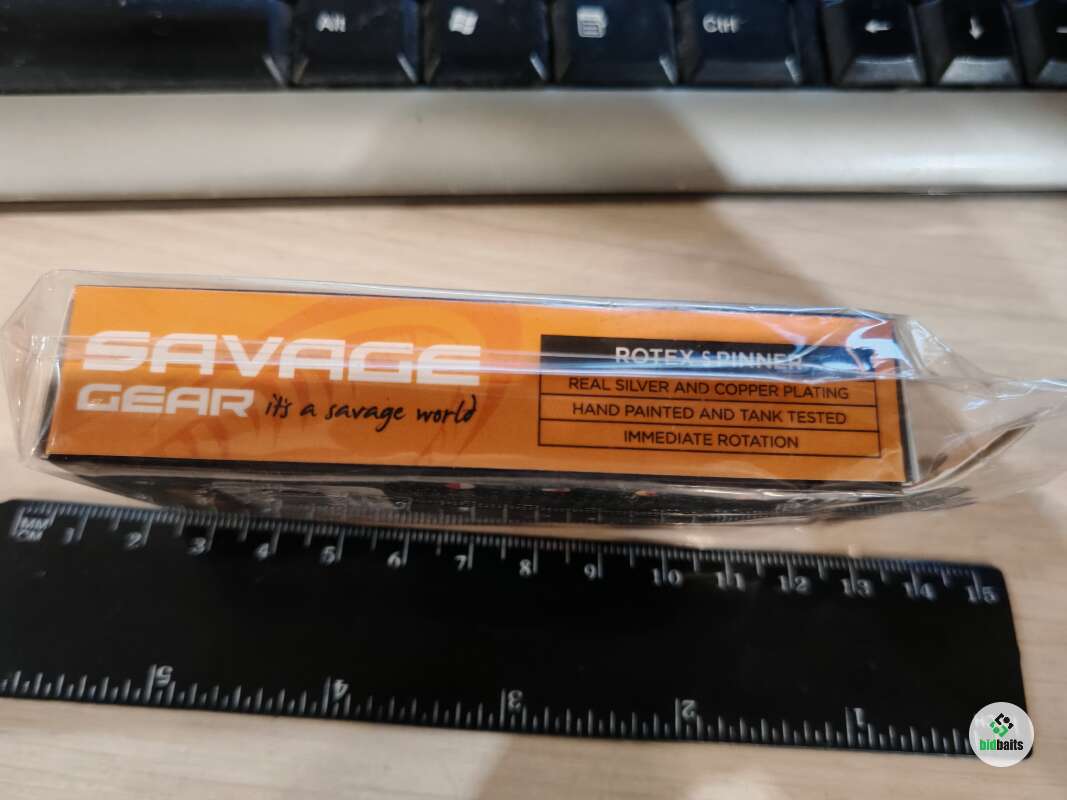 Alt
Ctrl
SAVAGE
GEAR it's a savage world
ROTEX SPINNER
REAL SILVER AND COPPER PLATING
HAND PAINTED AND TANK TESTED
IMMEDIATE ROTATION
MM
CM
1 2 3 4 5 6 7 8 9 10 11 12 13 14 15
5 4 3 2 1
bidbaits